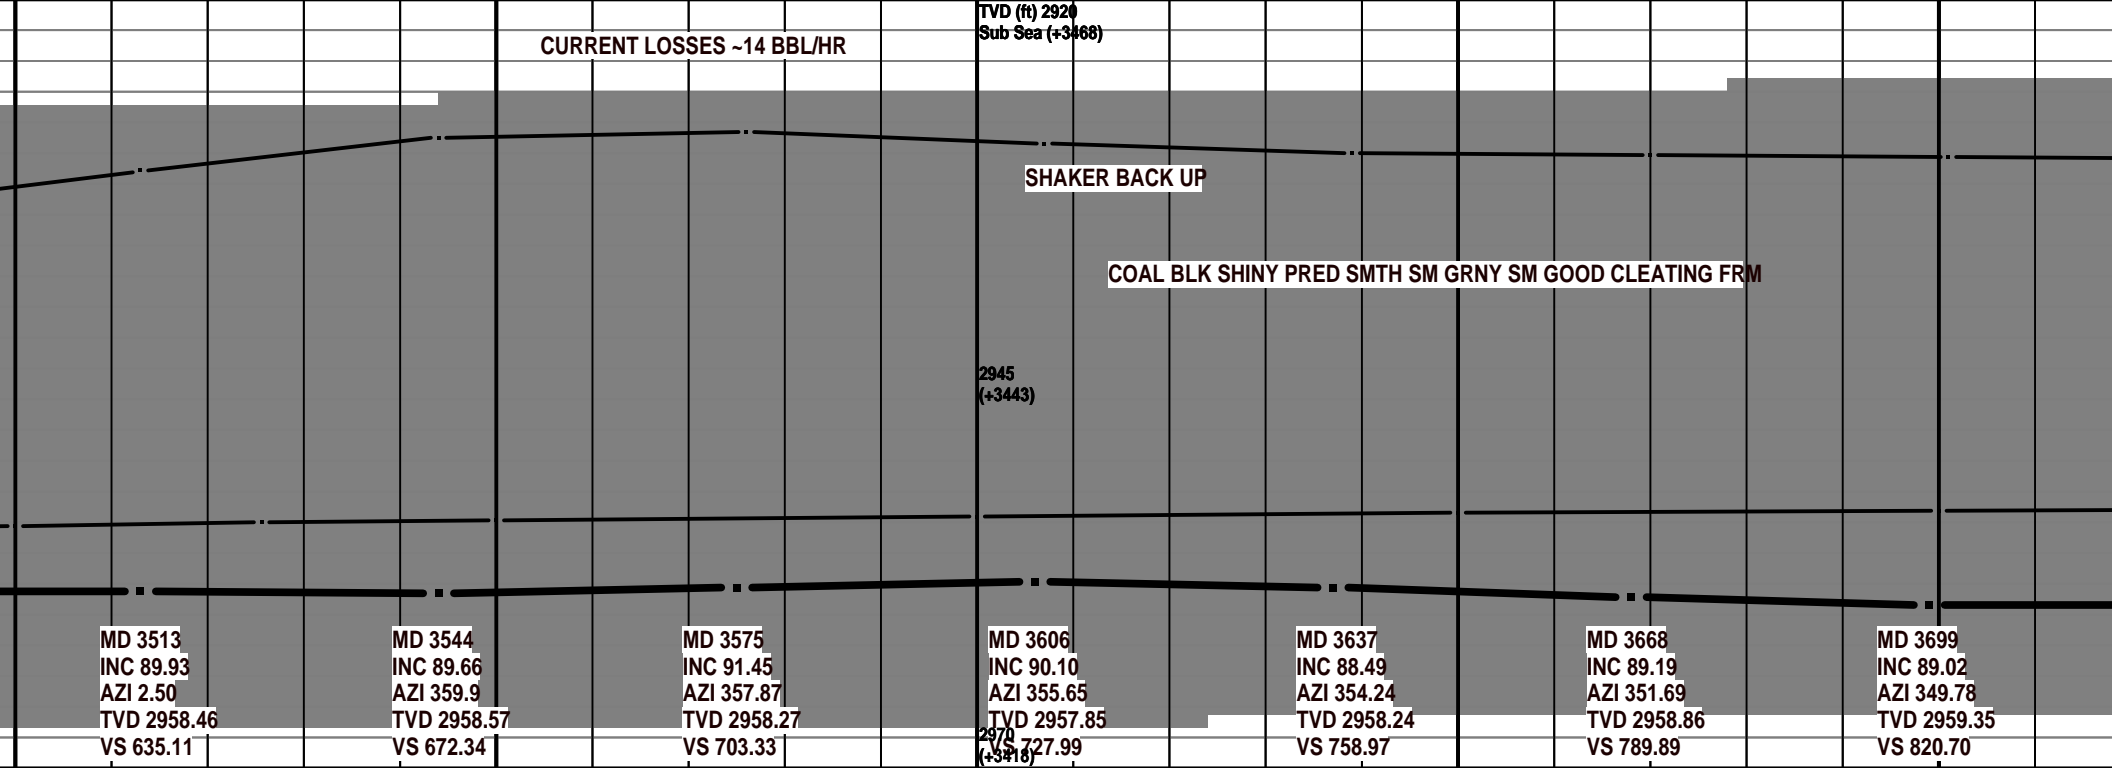 TVD (ft) 2920
Sub Sea (+3468)
CURRENT LOSSES ~14 BBL/HR
SHAKER BACK UP
COAL BLK SHINY PRED SMTH SM GRNY SM GOOD CLEATING FRM
2945
(+3443)
MD 3513
INC 89.93
AZI 2.50
TVD 2958.46
VS 635.11
MD 3544
INC 89.66
AZI 359.9
TVD 2958.57
VS 672.34
MD 3575
INC 91.45
AZI 357.87
TVD 2958.27
VS 703.33
MD 3606
INC 90.10
AZI 355.65
TVD 2957.85
VS 727.99
2970
(+3418)
MD 3637
INC 88.49
AZI 354.24
TVD 2958.24
VS 758.97
MD 3668
INC 89.19
AZI 351.69
TVD 2958.86
VS 789.89
MD 3699
INC 89.02
AZI 349.78
TVD 2959.35
VS 820.70